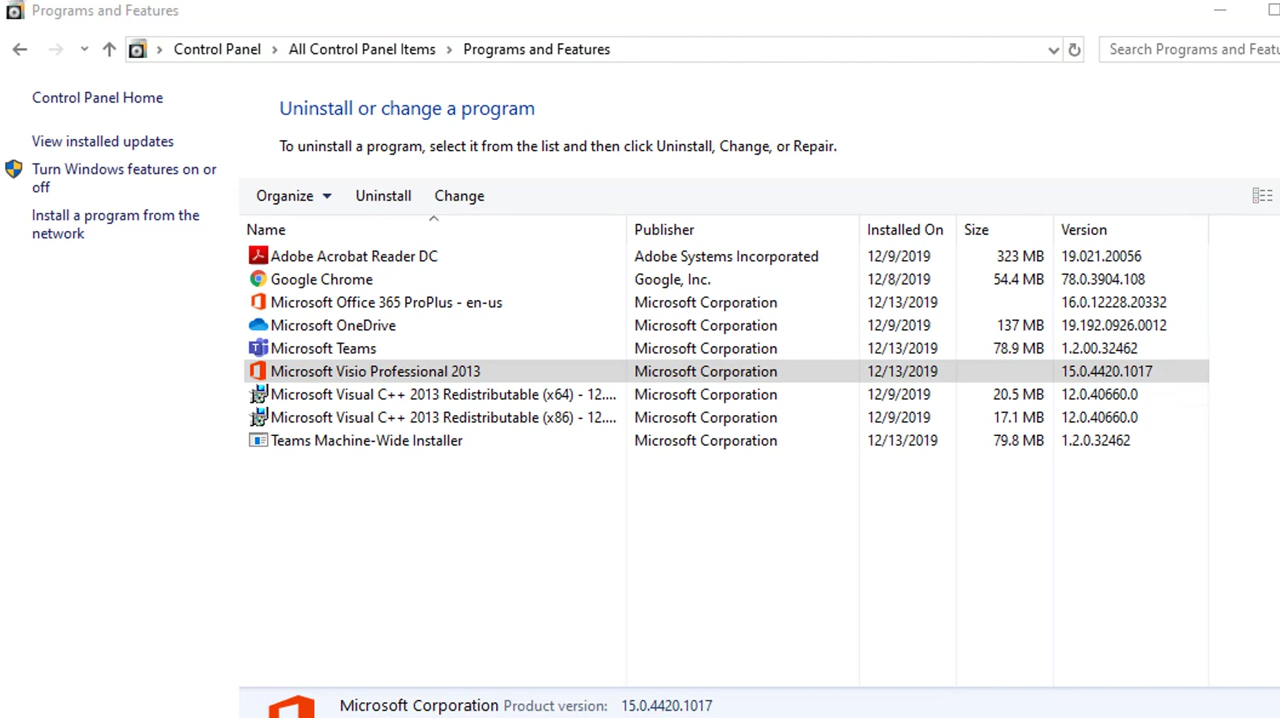 Programs and Features
Control Panel > All Control Panel Items > Programs and Features
Search Programs and Featu
Control Panel Home
View installed updates
Turn Windows features on or
off
Install a program from the
network
Uninstall or change a program
To uninstall a program, select it from the list and then click Uninstall, Change, or Repair.
Organize Uninstall Change
Name Publisher Installed On Size Version
Adobe Acrobat Reader DC Adobe Systems Incorporated 12/9/2019 323 MB 19.021.20056
Google Chrome Google, Inc. 12/8/2019 54.4 MB 78.0.3904.108
Microsoft Office 365 ProPlus - en-us Microsoft Corporation 12/13/2019 16.0.12228.20332
Microsoft OneDrive Microsoft Corporation 12/9/2019 137 MB 19.192.0926.0012
Microsoft Teams Microsoft Corporation 12/13/2019 78.9 MB 1.2.00.32462
Microsoft Visio Professional 2013 Microsoft Corporation 12/13/2019 15.0.4420.1017
Microsoft Visual C++ 2013 Redistributable (x64) - 12.... Microsoft Corporation 12/9/2019 20.5 MB 12.0.40660.0
Microsoft Visual C++ 2013 Redistributable (x86) - 12.... Microsoft Corporation 12/9/2019 17.1 MB 12.0.40660.0
Teams Machine-Wide Installer Microsoft Corporation 12/13/2019 79.8 MB 1.2.0.32462
Microsoft Corporation Product version: 15.0.4420.1017